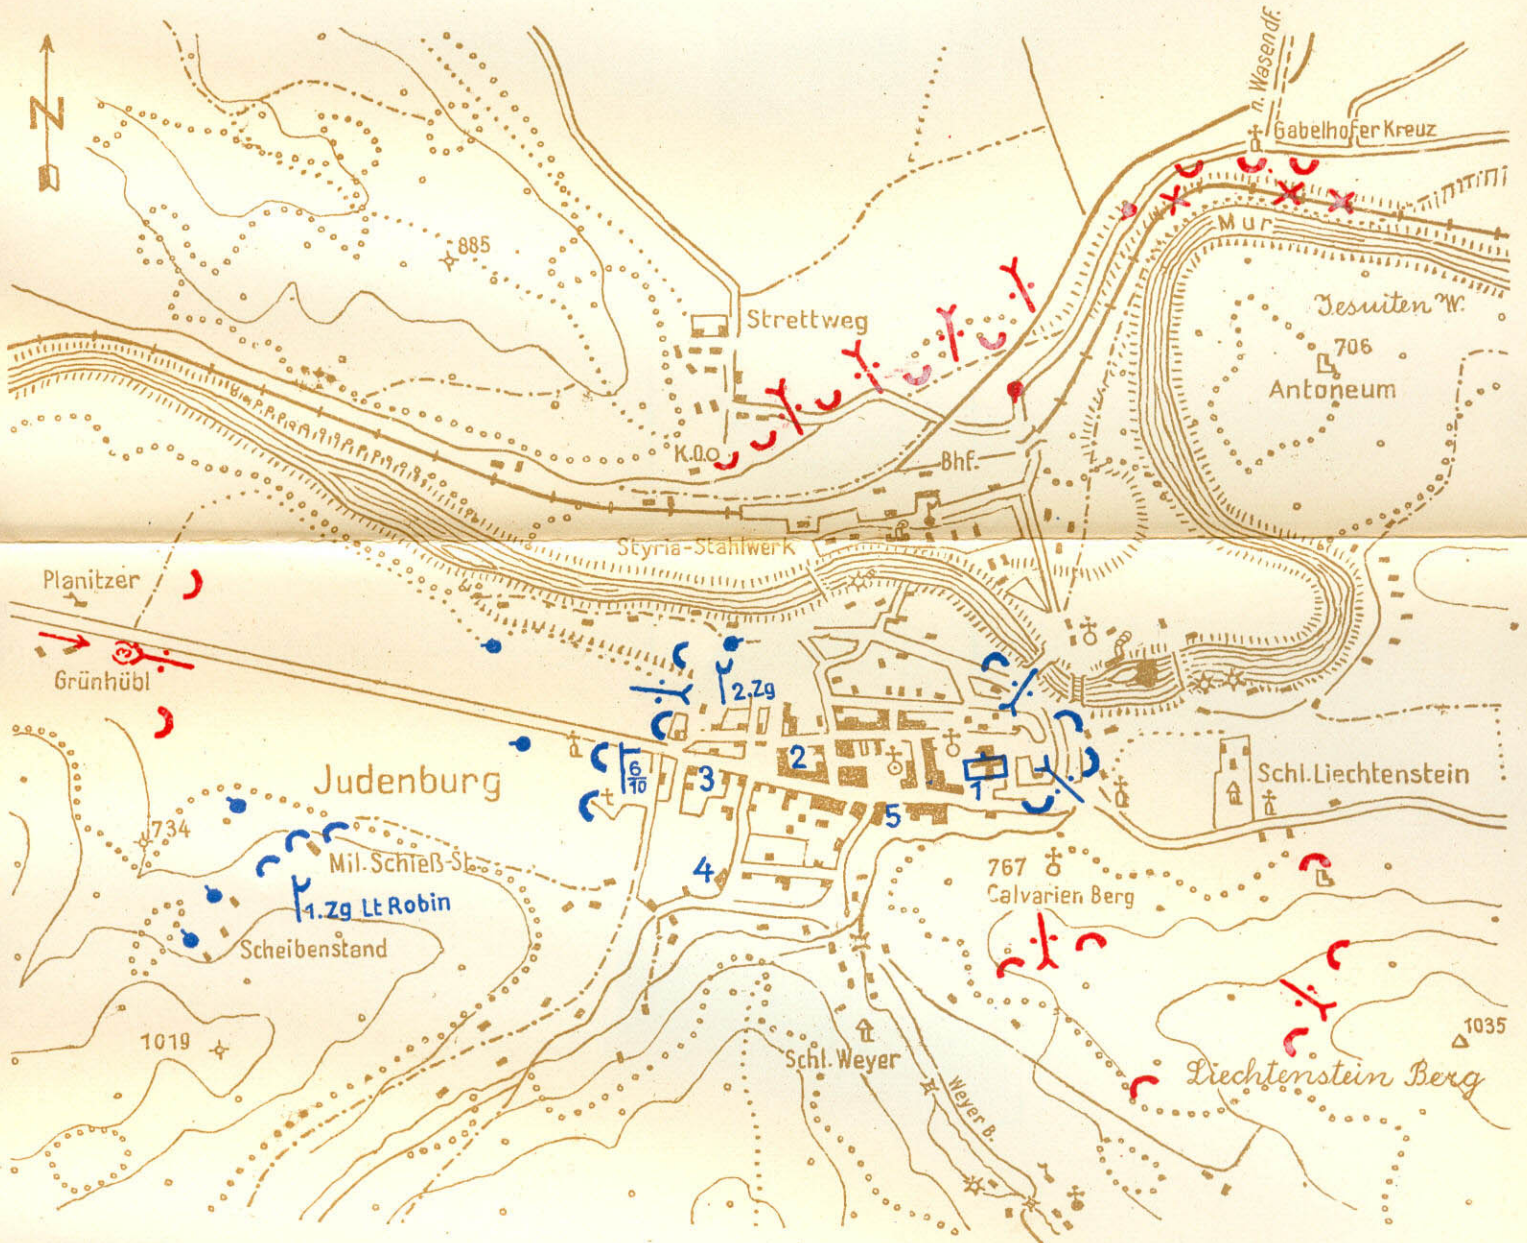 n. Wasendf.
N
Gabelhofer Kreuz
Mur
885
Jesuiten W.
Strettweg
706
Antoneum
K.O.
Bhf.
Styria-Stahlwerk
Planitzer
3
Grünhübl
2.Zg
6
10
Judenburg
3
2
1
5
4
Schl. Liechtenstein
734
Mil. Schieß-St.
767
Calvarien Berg
1.Zg Lt Robin
Scheibenstand
1019
1035
Schl. Weyer
Liechtenstein Berg
Weyer B.